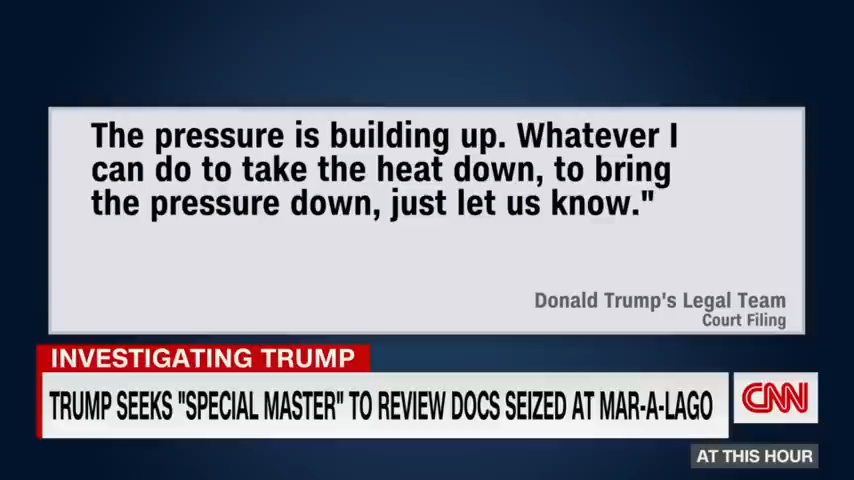 The pressure is building up. Whatever I
can do to take the heat down, to bring
the pressure down, just let us know."
Donald Trump's Legal Team
Court Filing
INVESTIGATING TRUMP
TRUMP SEEKS "SPECIAL MASTER" TO REVIEW DOCS SEIZED AT MAR-A-LAGO
CNN
AT THIS HOUR